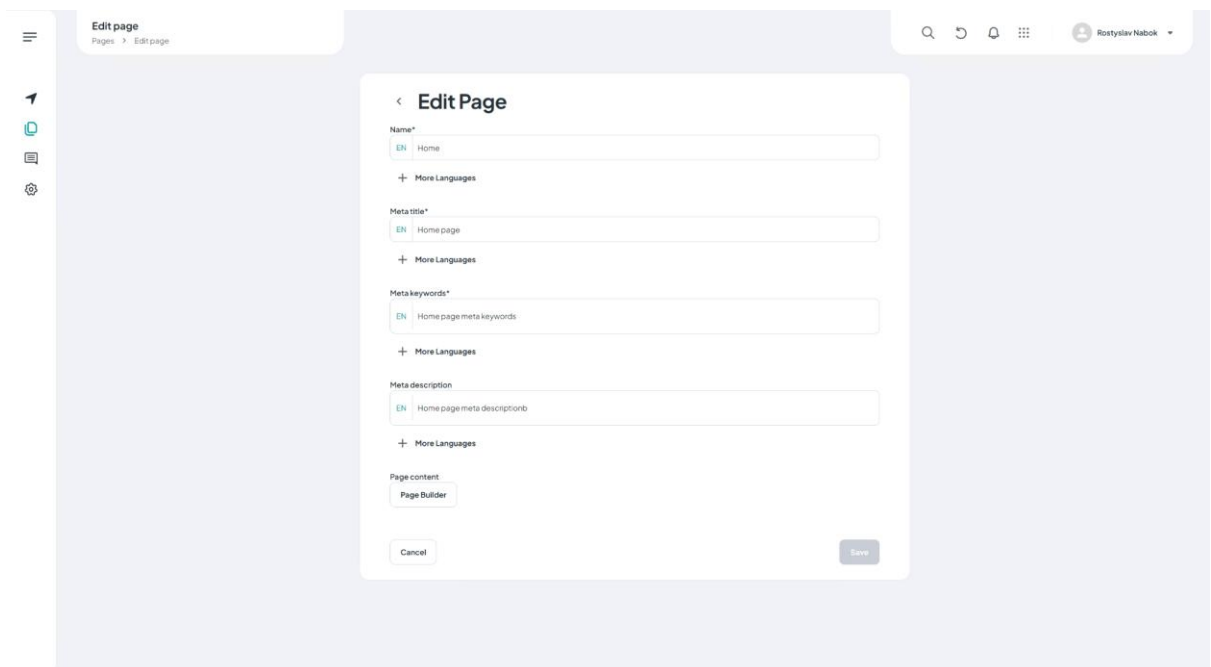 Edit page
Pages > Edit page
Rostyslav Nabok
Edit Page
Name*
EN Home
+ More Languages
Meta title*
EN Home page
+ More Languages
Meta keywords*
EN Home page meta keywords
+ More Languages
Meta description
EN Home page meta descriptionb
+ More Languages
Page content
Page Builder
Cancel
Save